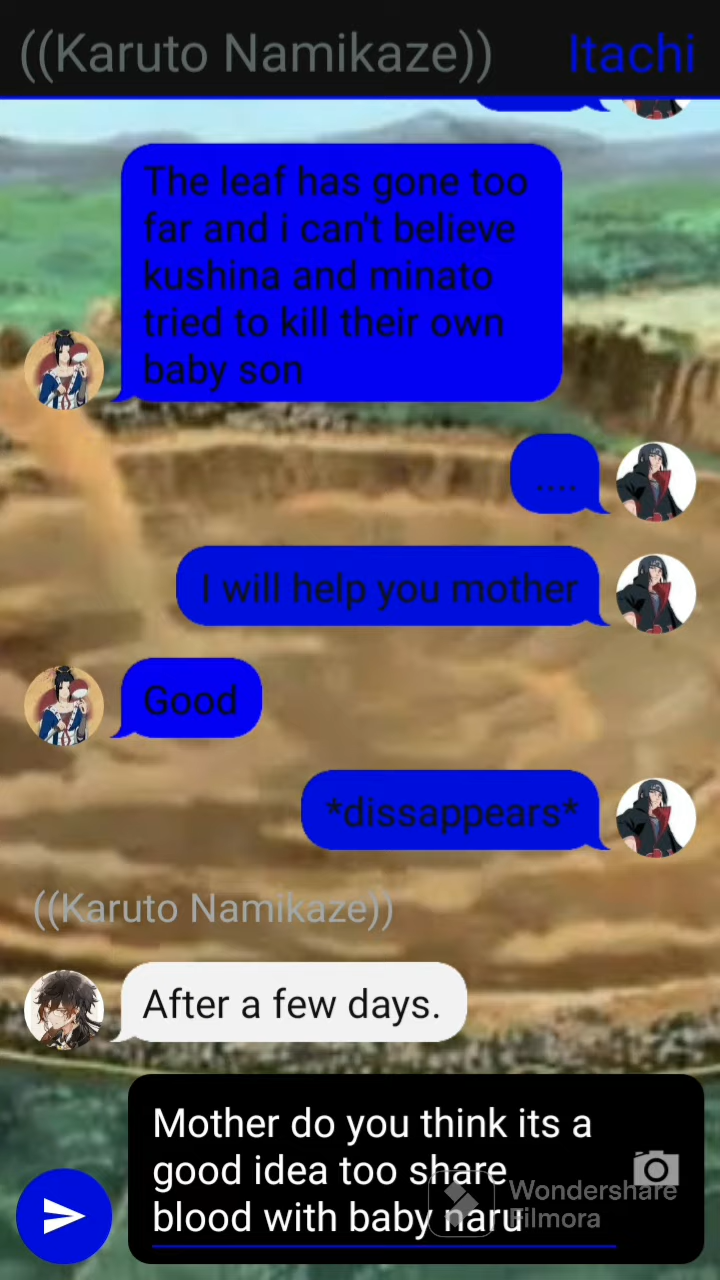 ((Karuto Namikaze))
Itachi
The leaf has gone too
far and i can't believe
kushina and minato
tried to kill their own
baby son
....
I will help you mother
Good
*dissappears*
((Karuto Namikaze))
After a few days.
Mother do you think its a
good idea too share
blood with baby naru
Wondershare
Filmora